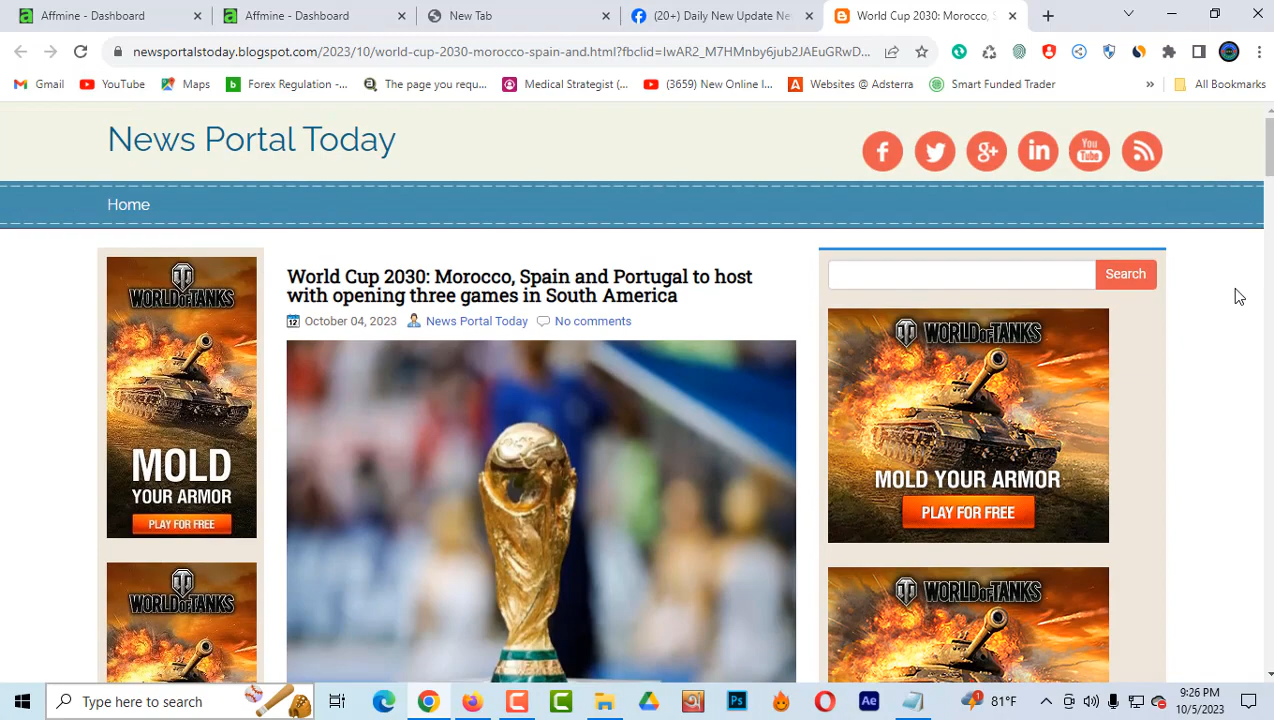 Affmine - Dashboard
Affmine - Dashboard
New Tab
(20+) Daily New Update Ne
World Cup 2030: Morocco, S
newsportalstoday.blogspot.com/2023/10/world-cup-2030-morocco-spain-and.html?fbclid=IwAR2_M7HMnby6jub2JAEuGRwD...
Gmail
YouTube
Maps
Forex Regulation -...
The page you requ...
Medical Strategist (...
(3659) New Online I...
Websites @ Adsterra
Smart Funded Trader
»
All Bookmarks
News Portal Today
You
Tube
Home
WORLD OF TANKS
MOLD
YOUR ARMOR
PLAY FOR FREE
WORLD OF TANKS
World Cup 2030: Morocco, Spain and Portugal to host
with opening three games in South America
October 04, 2023 News Portal Today No comments
Search
WORLD OF TANKS
MOLD YOUR ARMOR
PLAY FOR FREE
WORLD OF TANKS
Type here to search
Ps
Ae
1
81°F
9:26 PM
10/5/2023